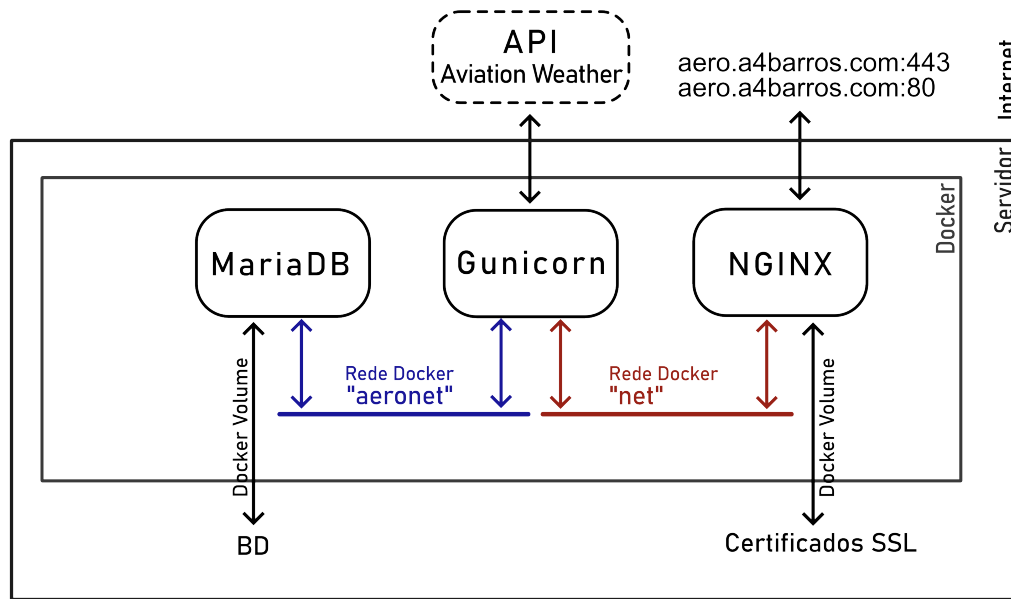 API
Aviation Weather
aero.a4barros.com:443
aero.a4barros.com:80
Internet
Servidor
Docker
MariaDB
Gunicorn
NGINX
Rede Docker
"aeronet"
Rede Docker
"net"
Docker Volume
Docker Volume
BD
Certificados SSL